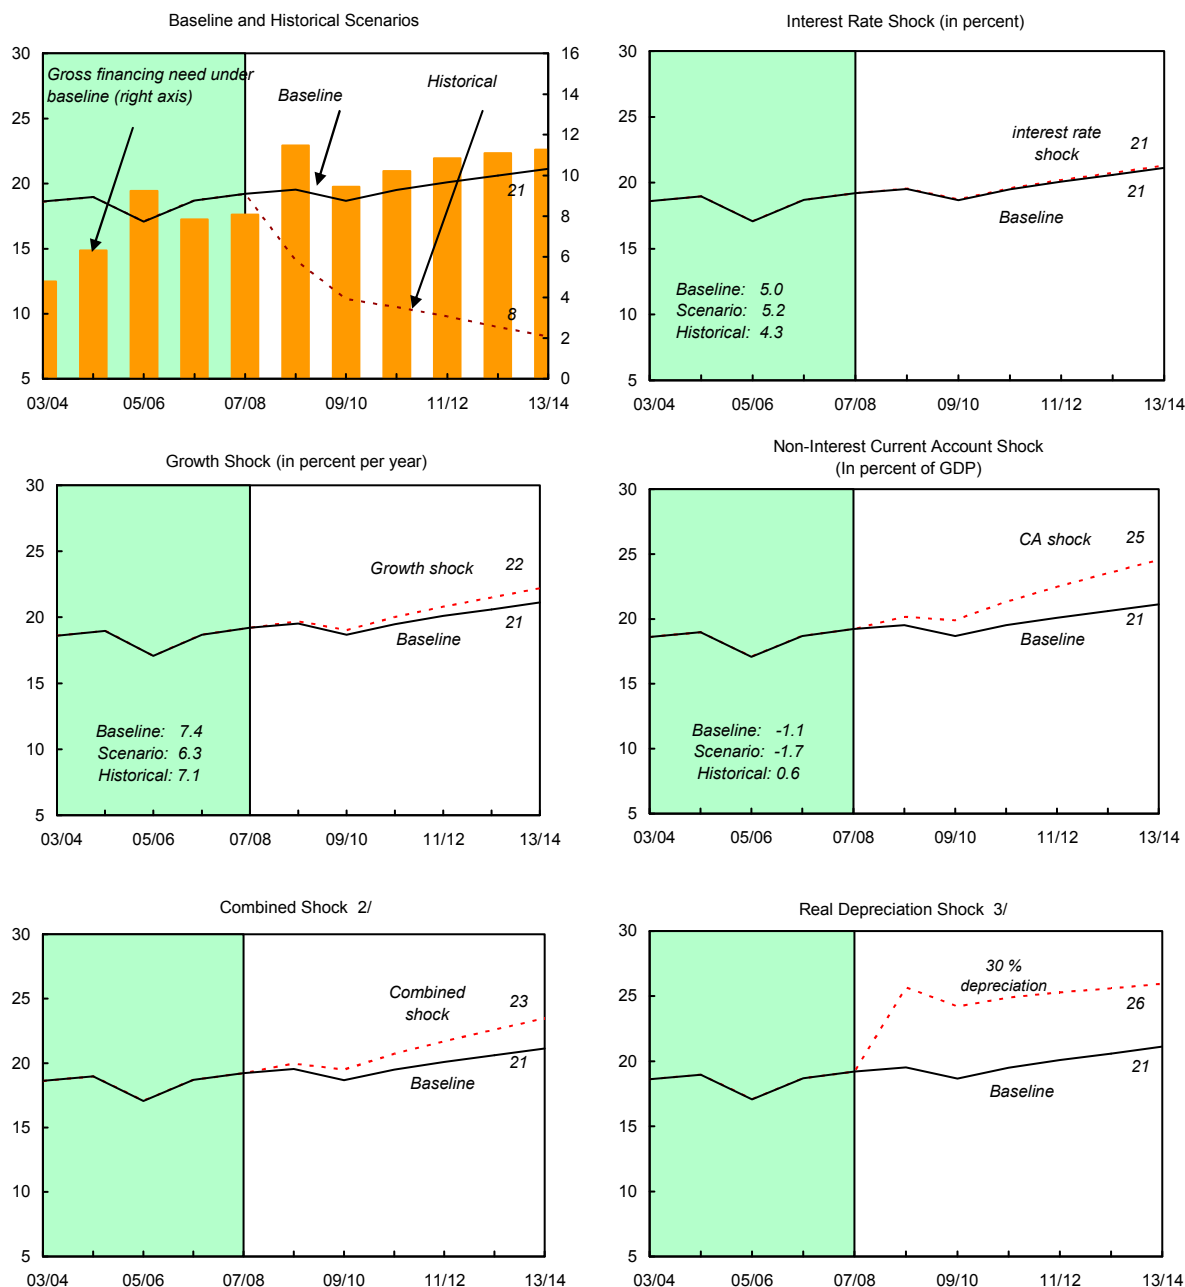 Baseline and Historical Scenarios
30
25
20
15
10
5
16
14
12
10
8
6
4
2
0
Gross financing need under
baseline (right axis)
Baseline
Historical
21
8
03/04
05/06
07/08
09/10
11/12
13/14
Interest Rate Shock (in percent)
30
25
20
15
10
5
interest rate
shock
21
21
Baseline
Baseline: 5.0
Scenario: 5.2
Historical: 4.3
03/04
05/06
07/08
09/10
11/12
13/14
Growth Shock (in percent per year)
30
25
20
15
10
5
Growth shock
22
21
Baseline
Baseline: 7.4
Scenario: 6.3
Historical: 7.1
03/04
05/06
07/08
09/10
11/12
13/14
Non-Interest Current Account Shock
(In percent of GDP)
30
25
20
15
10
5
CA shock
25
21
Baseline
Baseline: -1.1
Scenario: -1.7
Historical: 0.6
03/04
05/06
07/08
09/10
11/12
13/14
Combined Shock 2/
30
25
20
15
10
5
Combined
shock
23
21
Baseline
03/04
05/06
07/08
09/10
11/12
13/14
Real Depreciation Shock 3/
30
25
20
15
10
5
30 %
depreciation
26
21
Baseline
03/04
05/06
07/08
09/10
11/12
13/14